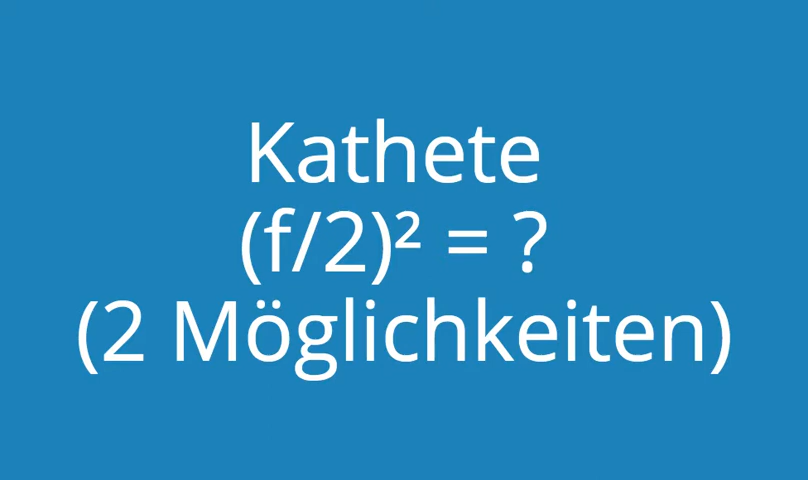 Kathete
(f/2)² = ?
(2 Möglichkeiten)